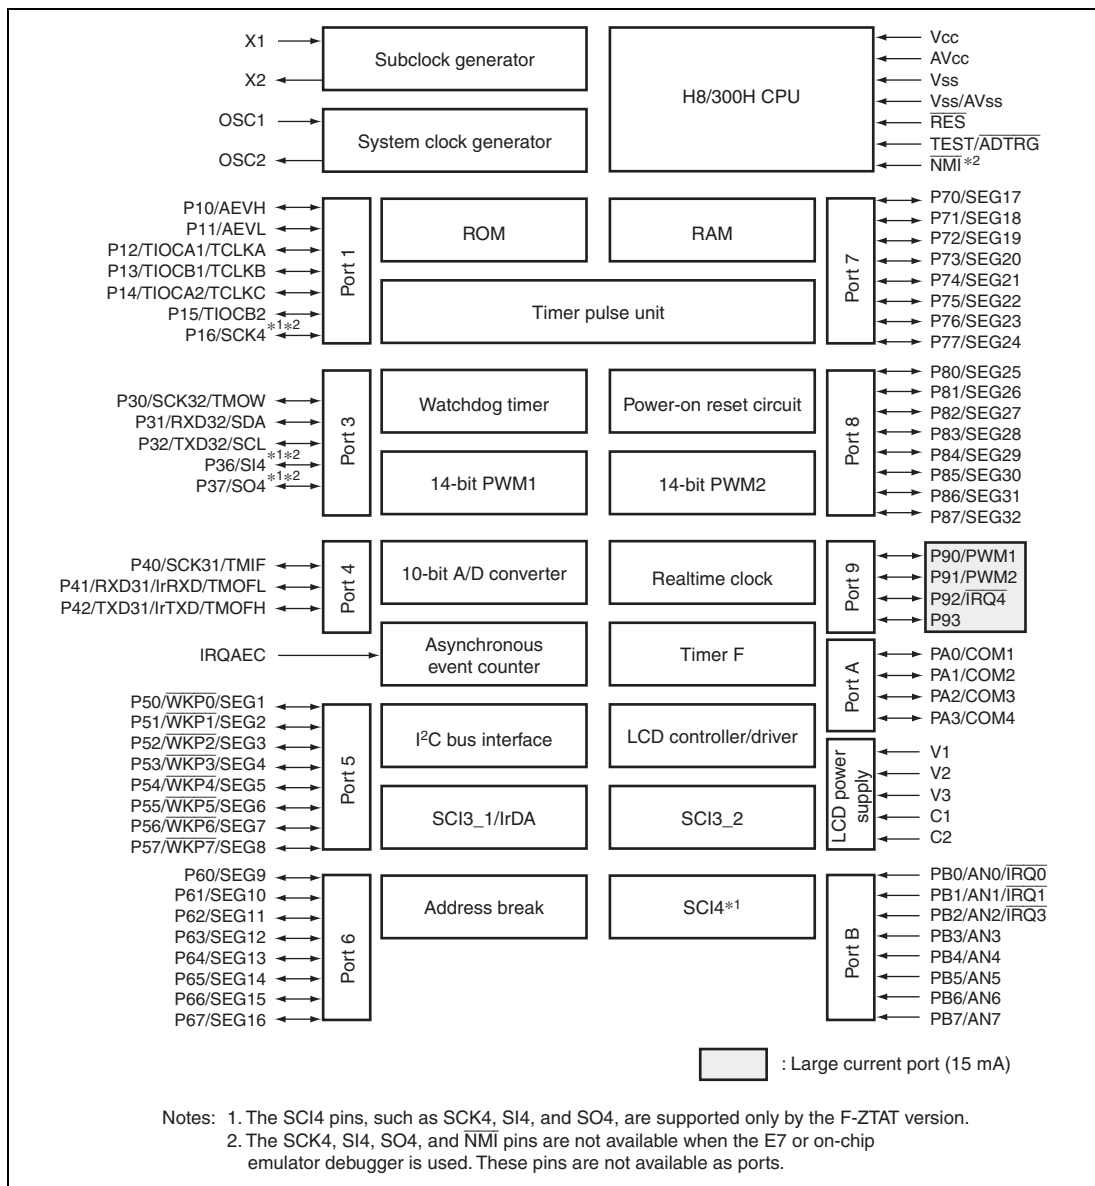 X1
X2
OSC1
OSC2
Subclock generator
System clock generator
H8/300H CPU
Vcc
AVcc
Vss
Vss/AVss
RES
TEST/ADTRG
NMI*2
P10/AEVH
P11/AEVL
P12/TIOCA1/TCLKA
P13/TIOCB1/TCLKB
P14/TIOCA2/TCLKC
P15/TIOCB2
P16/SCK4*1*2
Port 1
ROM
RAM
Timer pulse unit
Port 7
P70/SEG17
P71/SEG18
P72/SEG19
P73/SEG20
P74/SEG21
P75/SEG22
P76/SEG23
P77/SEG24
P30/SCK32/TMOW
P31/RXD32/SDA
P32/TXD32/SCL
P36/SI4*1*2
P37/SO4*1*2
Port 3
Watchdog timer
Power-on reset circuit
14-bit PWM1
14-bit PWM2
Port 8
P80/SEG25
P81/SEG26
P82/SEG27
P83/SEG28
P84/SEG29
P85/SEG30
P86/SEG31
P87/SEG32
P40/SCK31/TMIF
P41/RXD31/IrRXD/TMOFL
P42/TXD31/IrTXD/TMOFH
Port 4
10-bit A/D converter
Realtime clock
Port 9
P90/PWM1
P91/PWM2
P92/IRQ4
P93
IRQAEC
Asynchronous
event counter
Timer F
Port A
PA0/COM1
PA1/COM2
PA2/COM3
PA3/COM4
P50/WKP0/SEG1
P51/WKP1/SEG2
P52/WKP2/SEG3
P53/WKP3/SEG4
P54/WKP4/SEG5
P55/WKP5/SEG6
P56/WKP6/SEG7
P57/WKP7/SEG8
Port 5
I²C bus interface
LCD controller/driver
SCI3_1/IrDA
SCI3_2
LCD power
supply
V1
V2
V3
C1
C2
P60/SEG9
P61/SEG10
P62/SEG11
P63/SEG12
P64/SEG13
P65/SEG14
P66/SEG15
P67/SEG16
Port 6
Address break
SCI4*1
Port B
PB0/AN0/IRQ0
PB1/AN1/IRQ1
PB2/AN2/IRQ3
PB3/AN3
PB4/AN4
PB5/AN5
PB6/AN6
PB7/AN7
: Large current port (15 mA)
Notes: 1. The SCI4 pins, such as SCK4, SI4, and SO4, are supported only by the F-ZTAT version.
2. The SCK4, SI4, SO4, and NMI pins are not available when the E7 or on-chip
emulator debugger is used. These pins are not available as ports.